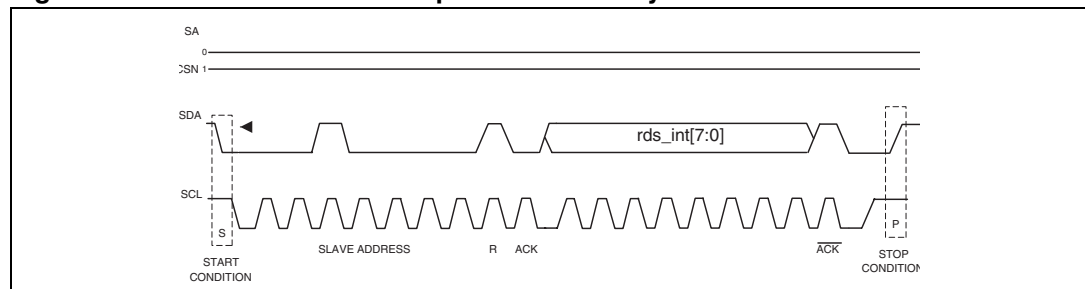 SA
0
CSN 1
SDA
rds_int[7:0]
SCL
S
P
SLAVE ADDRESS
R
ACK
ACK
START
CONDITION
STOP
CONDITION